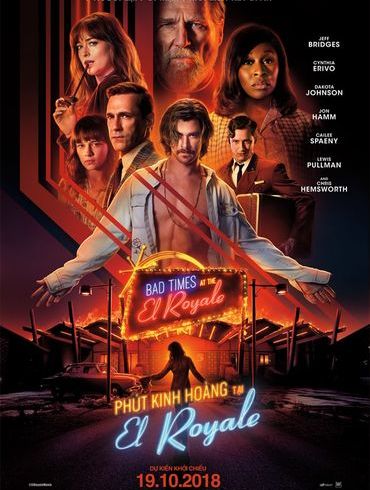 JEFF
BRIDGES
CYNTHIA
ERIVO
DAKOTA
JOHNSON
JON
HAMM
CAILEE
SPAENY
LEWIS
PULLMAN
AND CHRIS
HEMSWORTH
BAD TIMES AT THE
El Royale
PHÚT KINH HOÀNG TẠI
El Royale
DỰ KIẾN KHỞI CHIẾU
19.10.2018